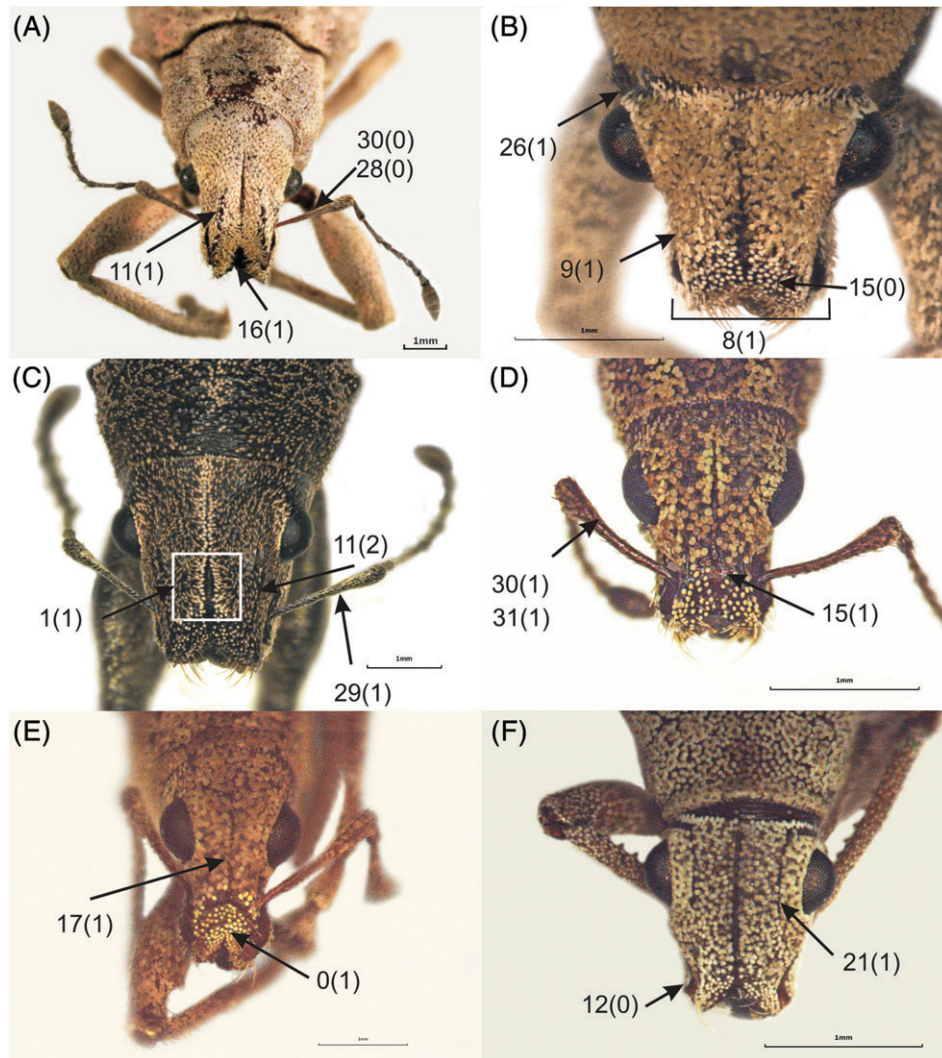 (A)
30(0)
28(0)
11(1)
16(1)
1mm
(B)
26(1)
9(1)
15(0)
8(1)
1mm
(C)
11(2)
1(1)
29(1)
1mm
(D)
30(1)
31(1)
15(1)
1mm
(E)
17(1)
0(1)
1mm
(F)
21(1)
12(0)
1mm